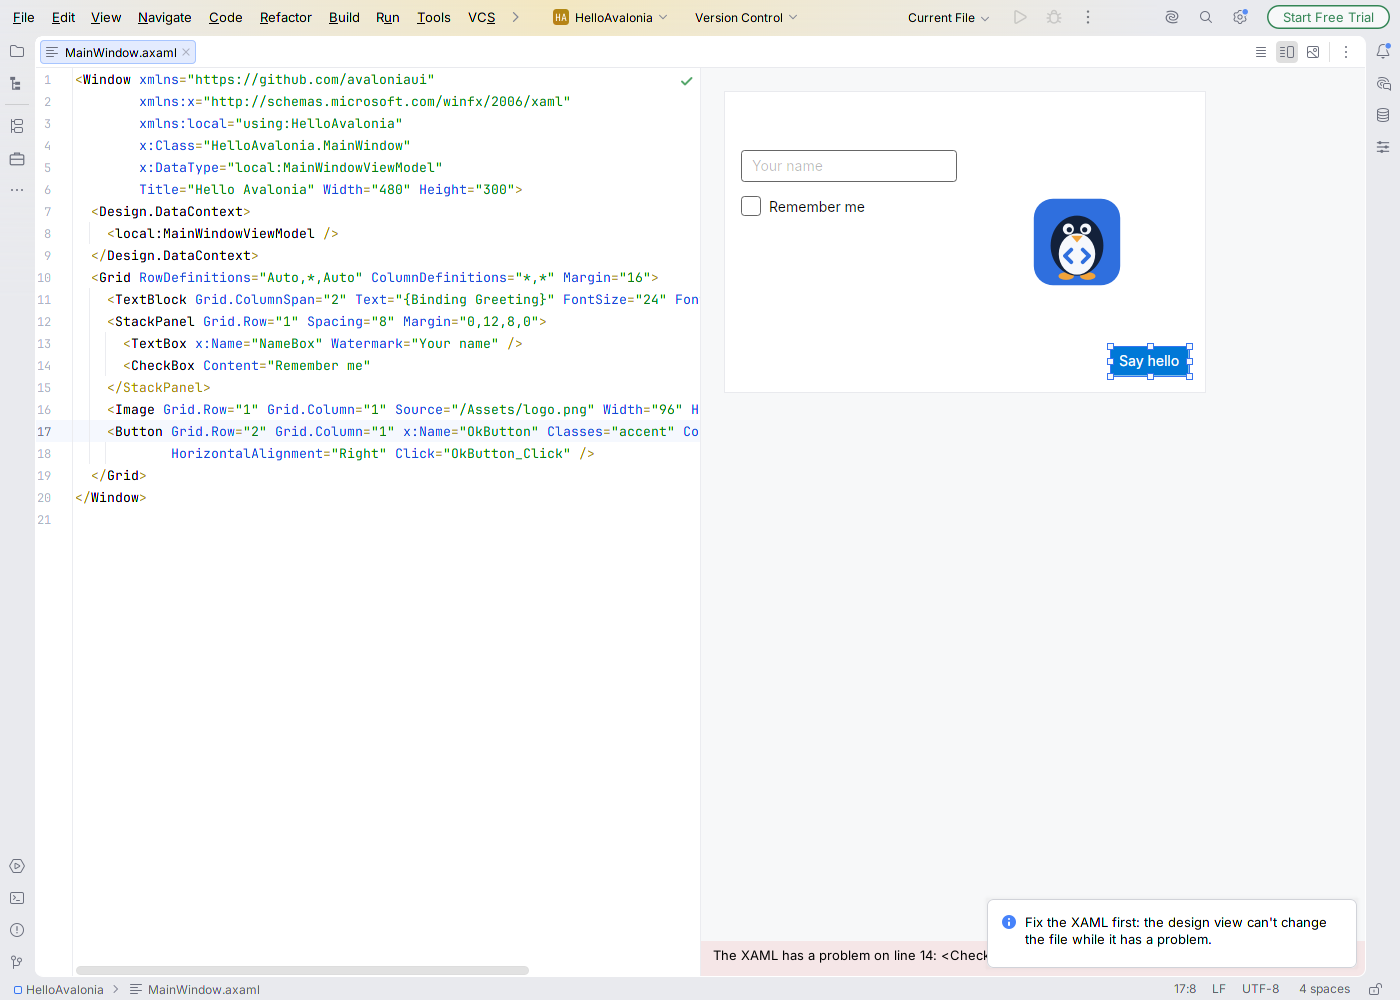 File Edit View Navigate Code Refactor Build Run Tools VCS HA HelloAvalonia Version Control Current File Start Free Trial
MainWindow.axaml
1 <Window xmlns="https://github.com/avaloniaui"
2 xmlns:x="http://schemas.microsoft.com/winfx/2006/xaml"
3 xmlns:local="using:HelloAvalonia"
4 x:Class="HelloAvalonia.MainWindow"
5 x:DataType="local:MainWindowViewModel"
6 Title="Hello Avalonia" Width="480" Height="300">
7 <Design.DataContext>
8 <local:MainWindowViewModel />
9 </Design.DataContext>
10 <Grid RowDefinitions="Auto,*,Auto" ColumnDefinitions="*,*" Margin="16">
11 <TextBlock Grid.ColumnSpan="2" Text="{Binding Greeting}" FontSize="24" Fon
12 <StackPanel Grid.Row="1" Spacing="8" Margin="0,12,8,0">
13 <TextBox x:Name="NameBox" Watermark="Your name" />
14 <CheckBox Content="Remember me"
15 </StackPanel>
16 <Image Grid.Row="1" Grid.Column="1" Source="/Assets/logo.png" Width="96" H
17 <Button Grid.Row="2" Grid.Column="1" x:Name="OkButton" Classes="accent" Co
18 HorizontalAlignment="Right" Click="OkButton_Click" />
19 </Grid>
20 </Window>
21
Your name
Remember me
Say hello
Fix the XAML first: the design view can't change
the file while it has a problem.
The XAML has a problem on line 14: <Check
HelloAvalonia MainWindow.axaml 17:8 LF UTF-8 4 spaces